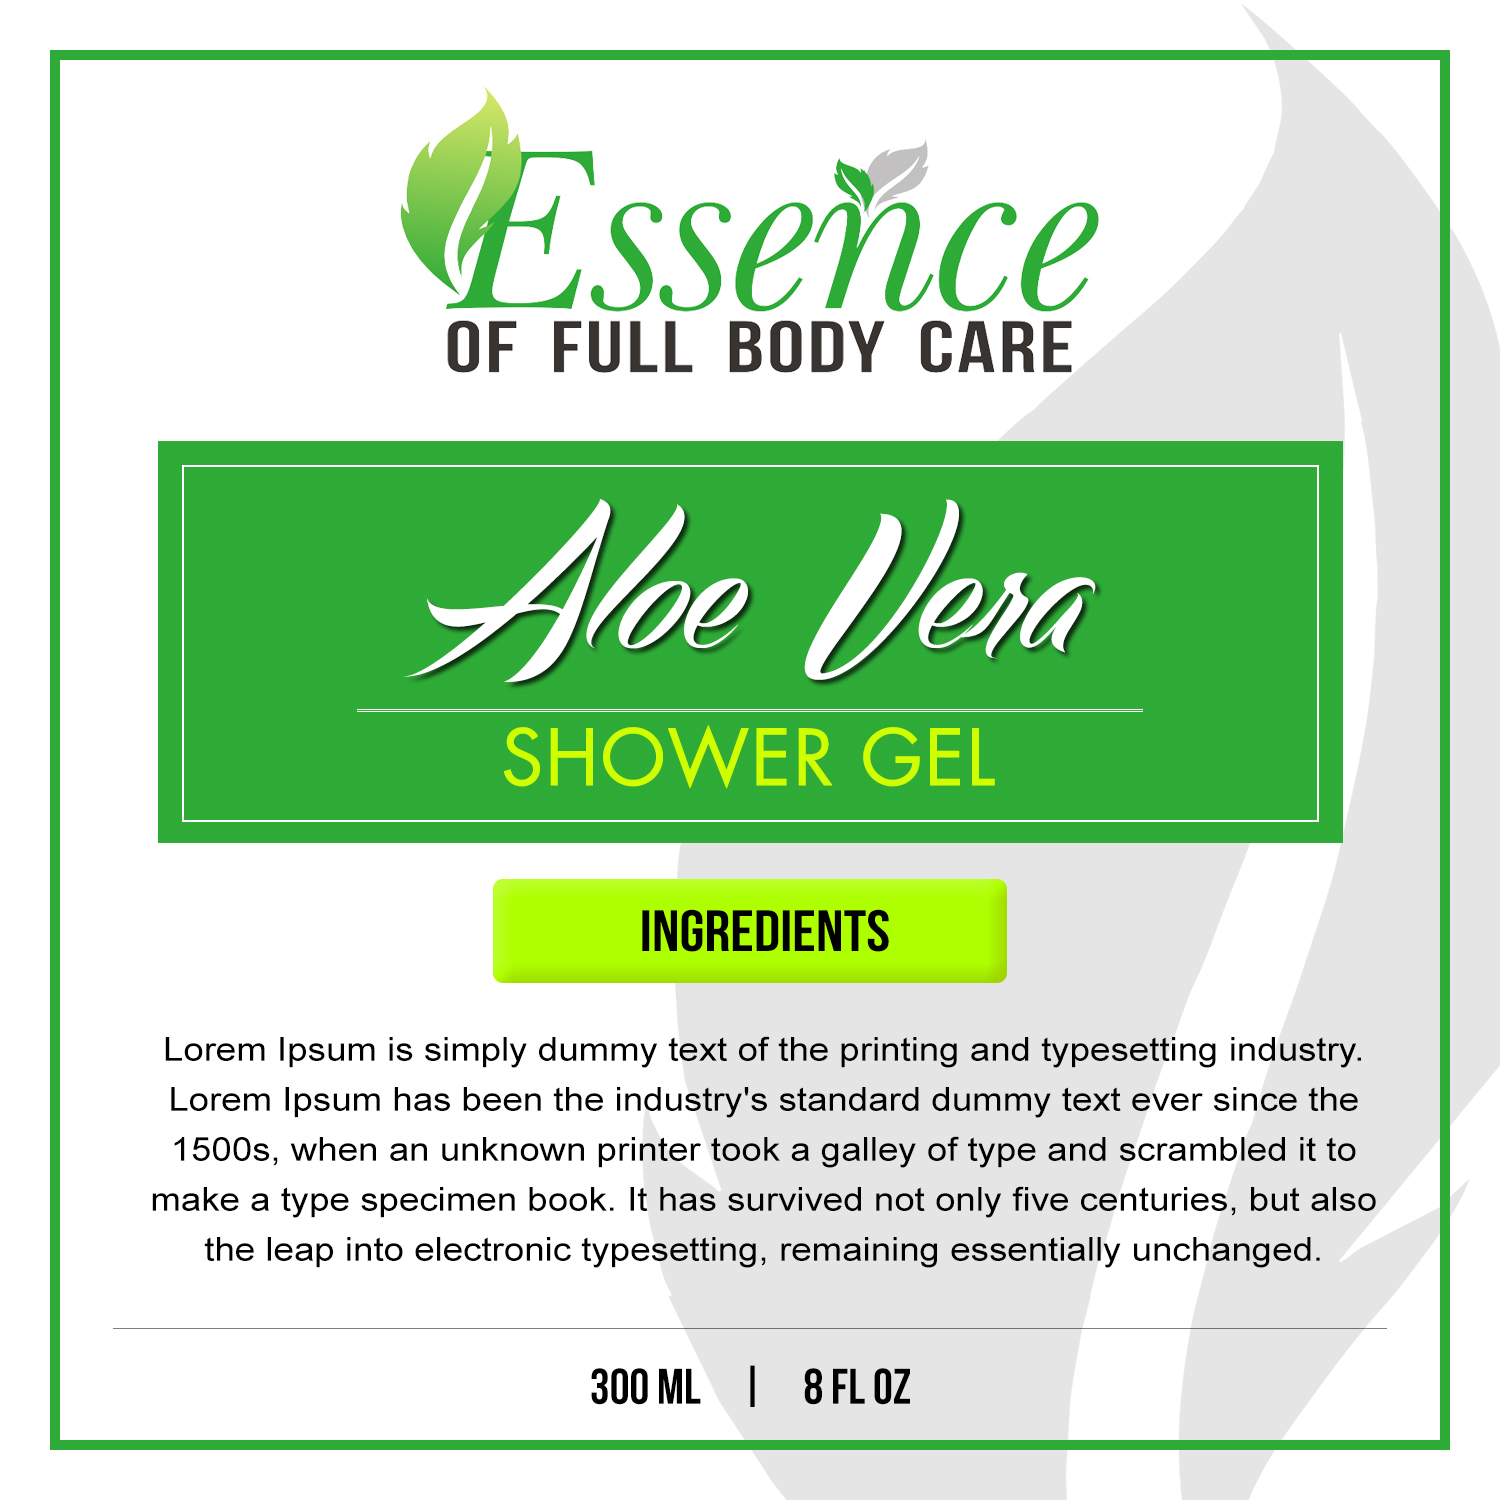 Essence
OF FULL BODY CARE
Aloe Vera
SHOWER GEL
INGREDIENTS
Lorem Ipsum is simply dummy text of the printing and typesetting industry.
Lorem Ipsum has been the industry's standard dummy text ever since the
1500s, when an unknown printer took a galley of type and scrambled it to
make a type specimen book. It has survived not only five centuries, but also
the leap into electronic typesetting, remaining essentially unchanged.
300 ML | 8 FL OZ